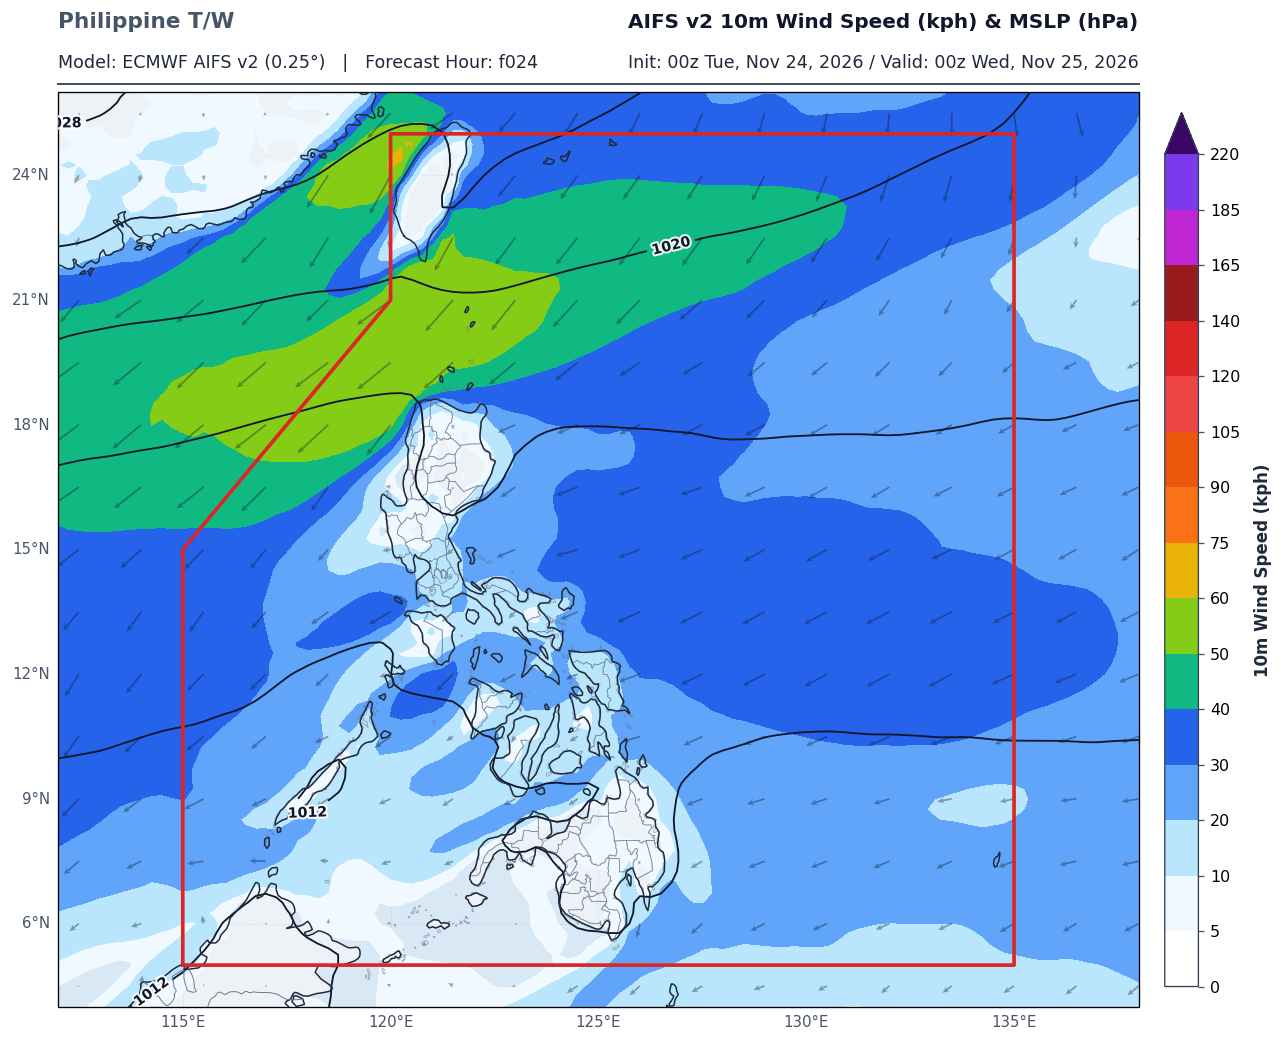 Philippine T/W
AIFS v2 10m Wind Speed (kph) & MSLP (hPa)
Model: ECMWF AIFS v2 (0.25°) | Forecast Hour: f024
Init: 00z Tue, Nov 24, 2026 / Valid: 00z Wed, Nov 25, 2026
028
1020
1012
1012
24°N
21°N
18°N
15°N
12°N
9°N
6°N
115°E
120°E
125°E
130°E
135°E
220
185
165
140
120
105
90
75
60
50
40
30
20
10
5
0
10m Wind Speed (kph)